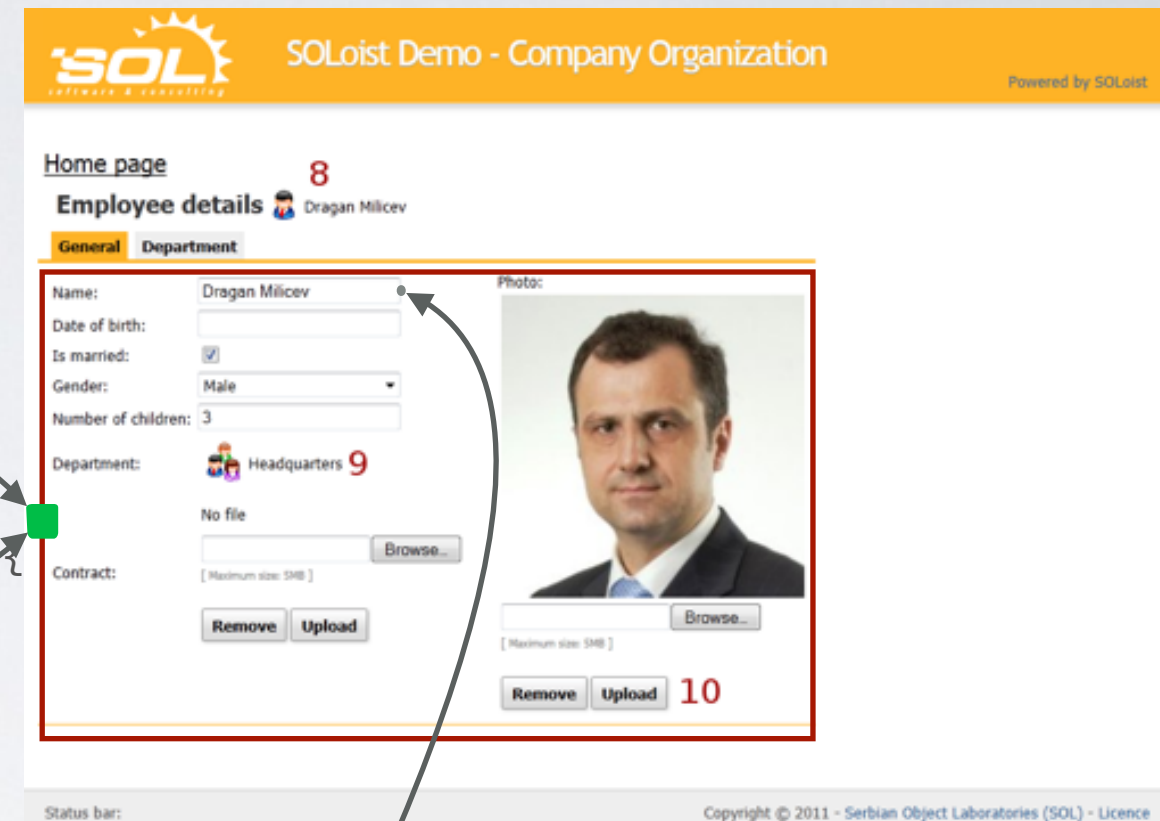 SOL
software & consulting
SOLoist Demo - Company Organization
Powered by SOLoist
Home page
8
Employee details Dragan Milicev
General Department
Name: Dragan Milicev
Photo:
Date of birth:
Is married:
Gender: Male
Number of children: 3
Department: Headquarters 9
No file
Browse...
Contract:
[ Maximum size: 5MB ]
Remove Upload
Browse...
[ Maximum size: 5MB ]
Remove Upload 10
Status bar:
Copyright © 2011 - Serbian Object Laboratories (SOL) - Licence